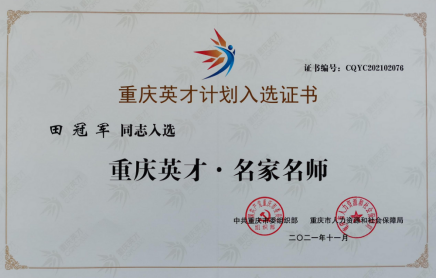 证书编号：CQYC202102076
重庆英才计划入选证书
田冠军 同志入选
重庆英才·名家名师
中共重庆市委组织部 重庆市人力资源和社会保障局
二〇二一年十一月